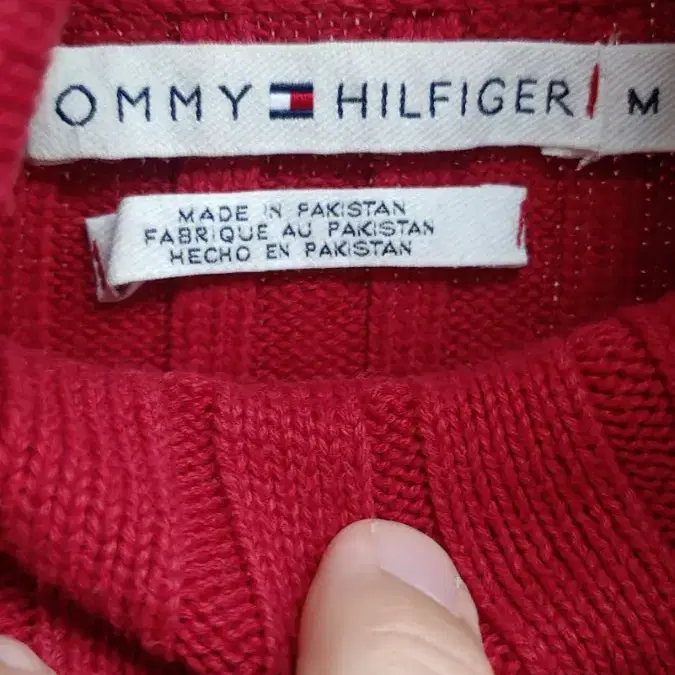 OMMY HILFIGER M
MADE IN PAKISTAN
FABRIQUE AU PAKISTAN
HECHO EN PAKISTAN